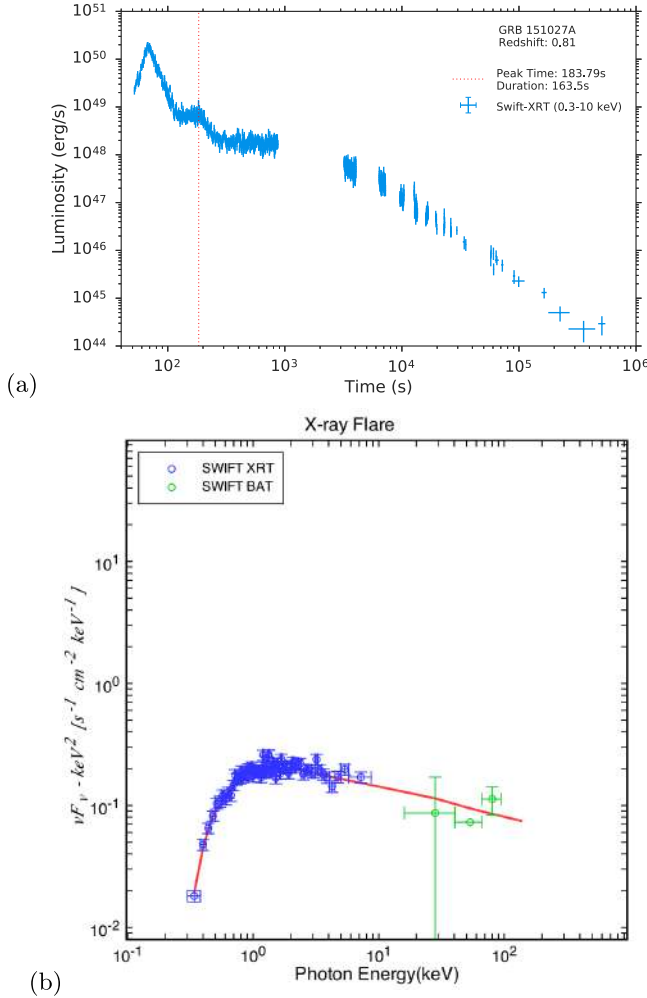 GRB 151027A
Redshift: 0.81
Peak Time: 183.79s
Duration: 163.5s
Swift-XRT (0.3-10 keV)
Luminosity (erg/s)
10^51
10^50
10^49
10^48
10^47
10^46
10^45
10^44
10^2 10^3 10^4 10^5 10^6
Time (s)
(a)
X-ray Flare
SWIFT XRT
SWIFT BAT
νF_ν - keV^2 [s^-1 cm^-2 keV^-1]
10^1
10^0
10^-1
10^-2
10^-1 10^0 10^1 10^2
Photon Energy(keV)
(b)